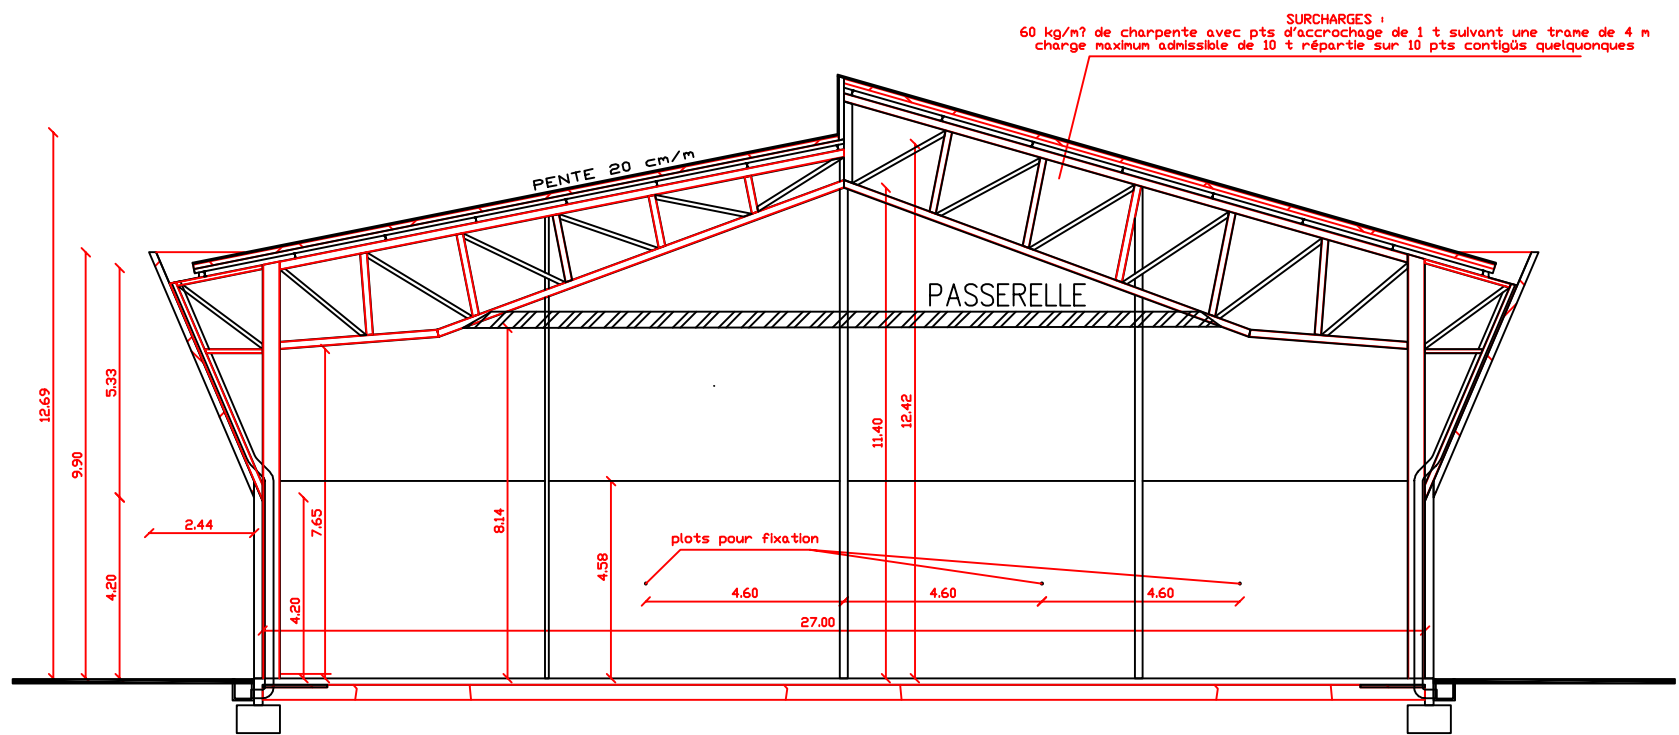 SURCHARGES :
60 kg/m? de charpente avec pts d'accrochage de 1 t suivant une trame de 4 m
charge maximum admissible de 10 t répartie sur 10 pts contigüs quelquonques
PENTE 20 cm/m
PASSERELLE
12.69
9.90
5.33
4.20
2.44
4.20
7.65
8.14
4.58
11.40
12.42
plots pour fixation
4.60
4.60
4.60
27.00